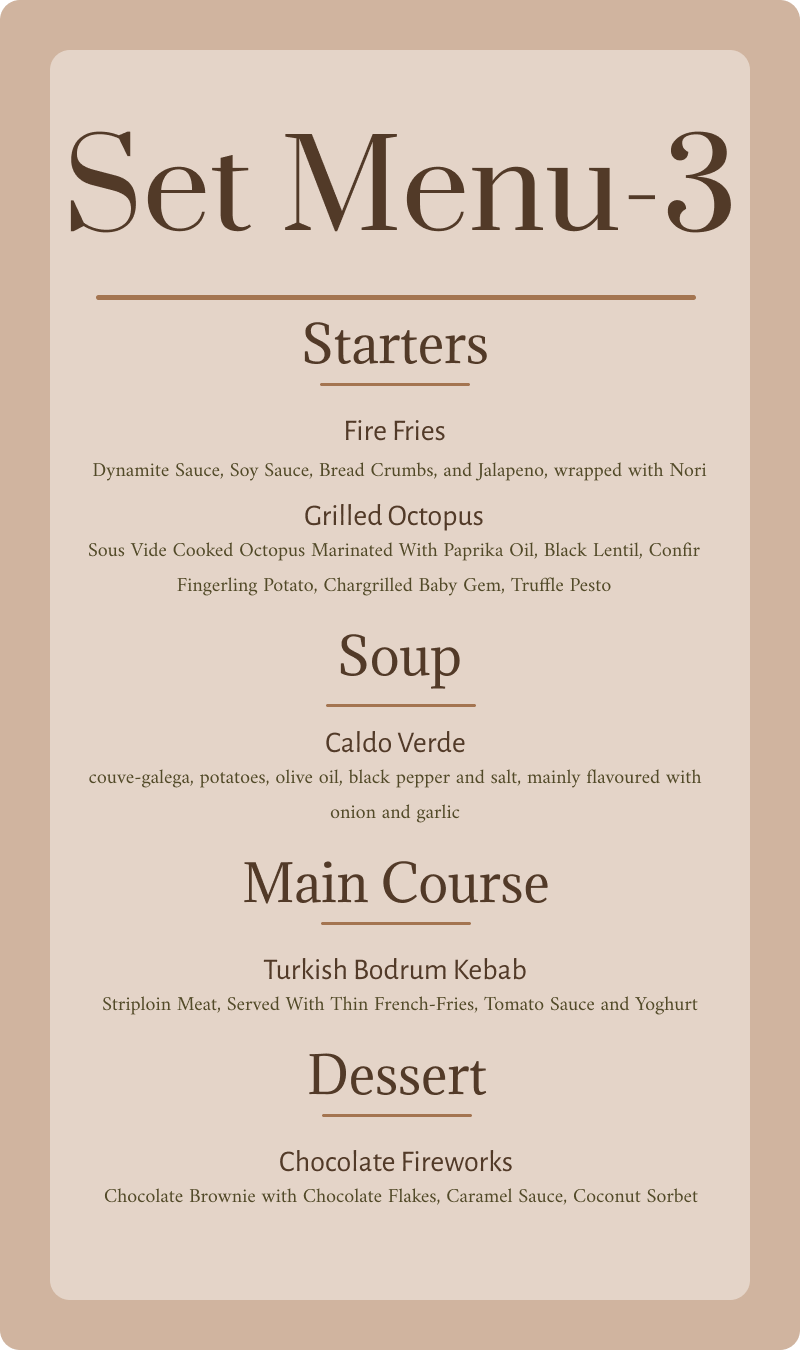 Set Menu-3
Starters
Fire Fries
Dynamite Sauce, Soy Sauce, Bread Crumbs, and Jalapeno, wrapped with Nori
Grilled Octopus
Sous Vide Cooked Octopus Marinated With Paprika Oil, Black Lentil, Confir
Fingerling Potato, Chargrilled Baby Gem, Truffle Pesto
Soup
Caldo Verde
couve-galega, potatoes, olive oil, black pepper and salt, mainly flavoured with
onion and garlic
Main Course
Turkish Bodrum Kebab
Striploin Meat, Served With Thin French-Fries, Tomato Sauce and Yoghurt
Dessert
Chocolate Fireworks
Chocolate Brownie with Chocolate Flakes, Caramel Sauce, Coconut Sorbet